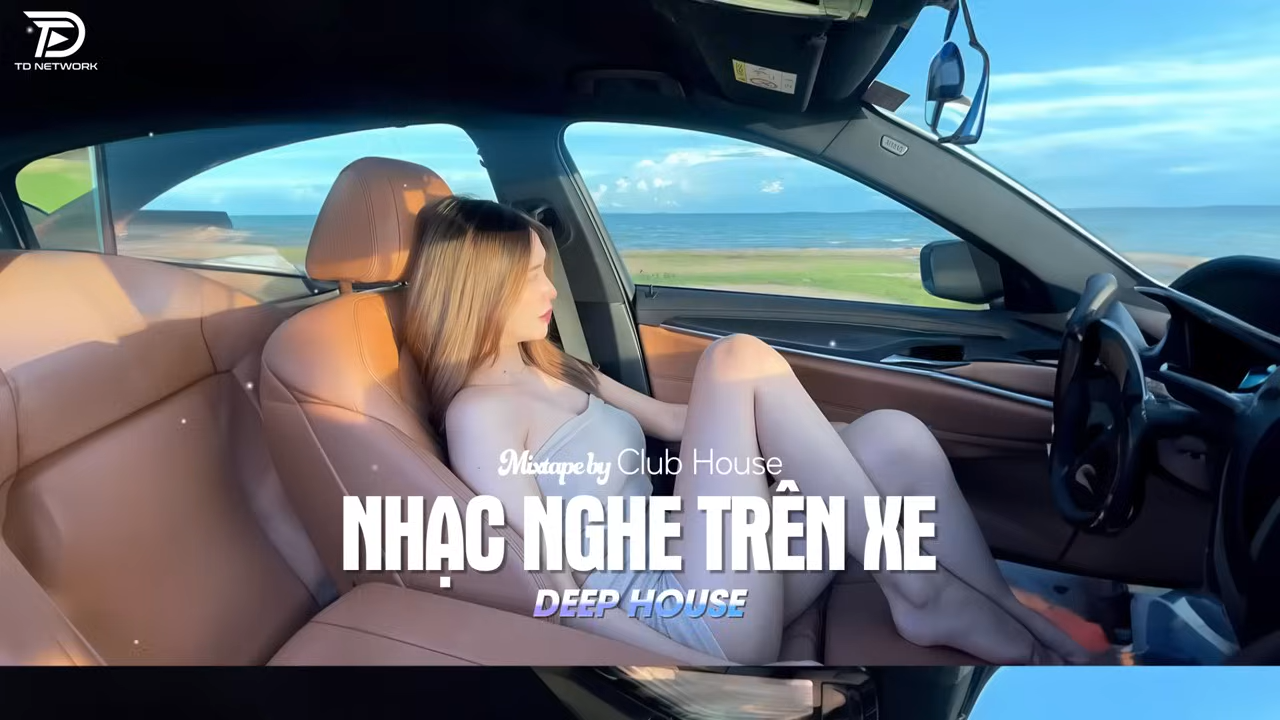 TD NETWORK
Mixtape by Club House
NHẠC NGHE TRÊN XE
DEEP HOUSE